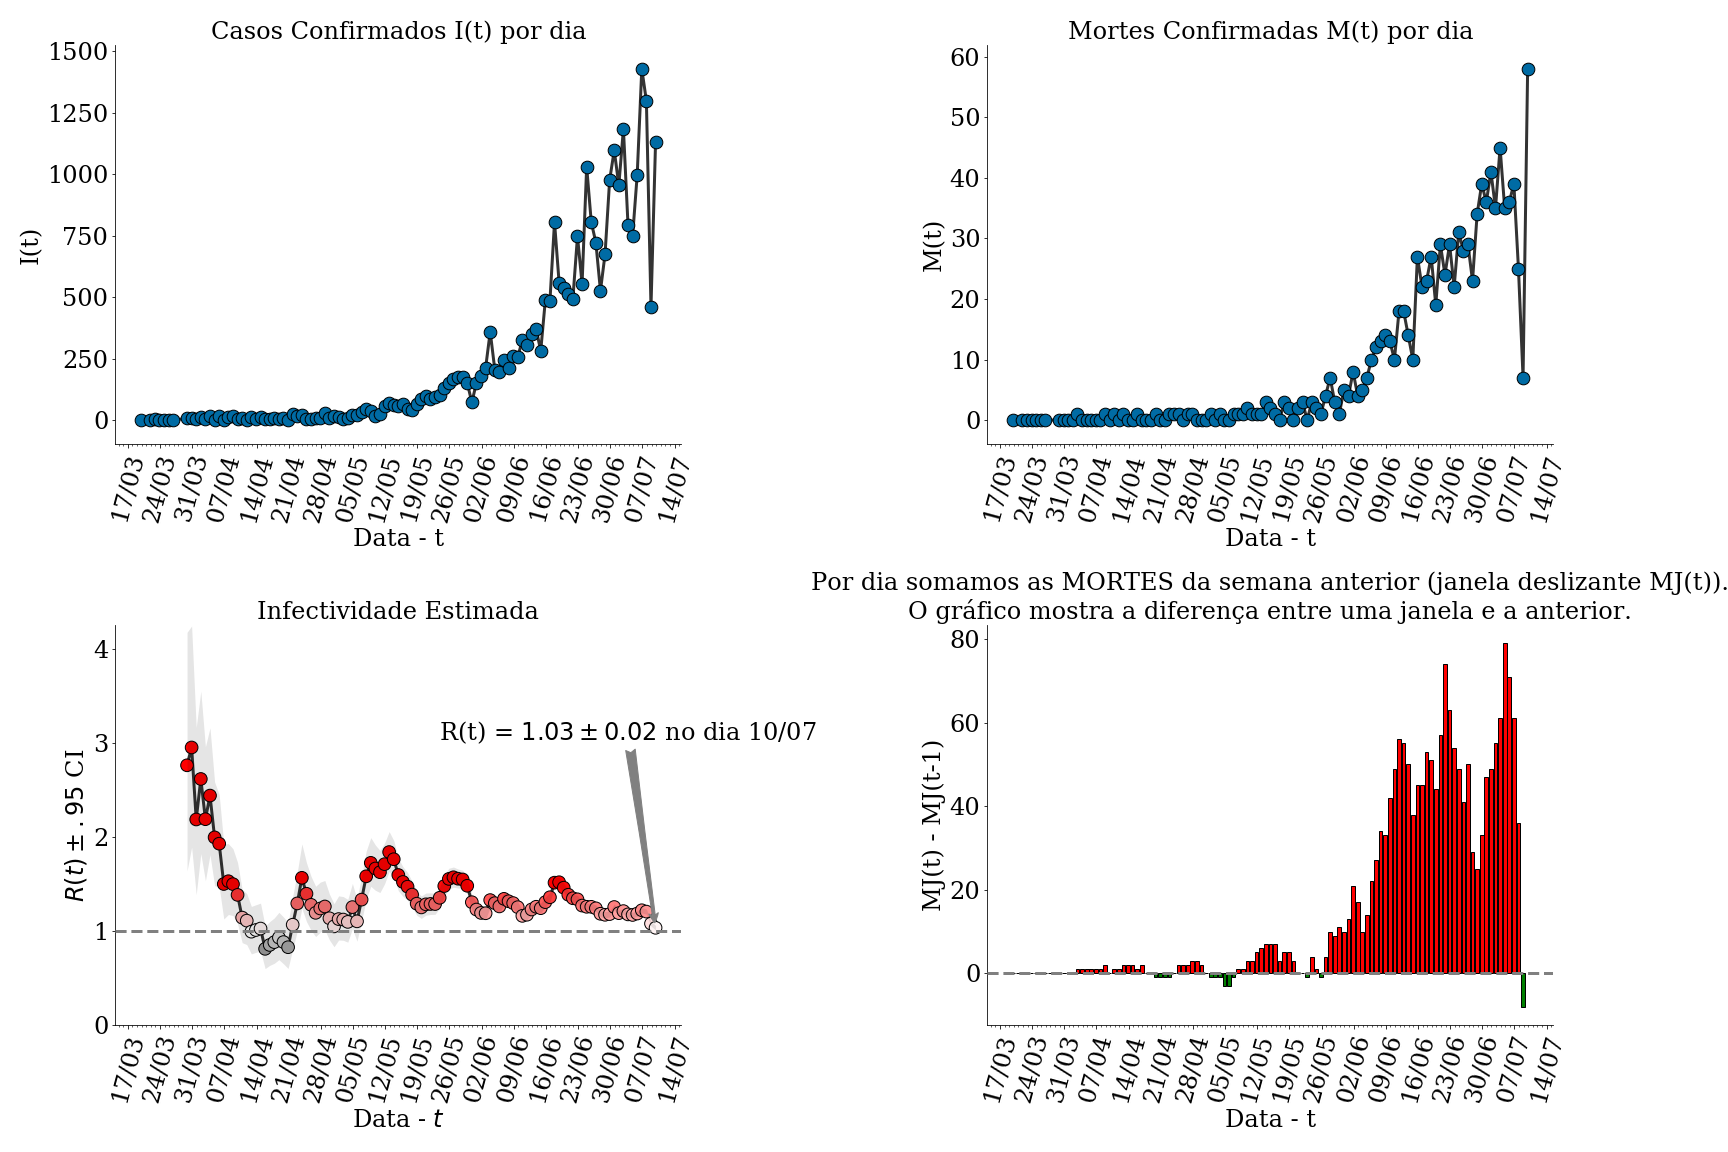 Casos Confirmados I(t) por dia
1500
1250
1000
750
500
250
0
I(t)
17/03 24/03 31/03 07/04 14/04 21/04 28/04 05/05 12/05 19/05 26/05 02/06 09/06 16/06 23/06 30/06 07/07 14/07
Data - t
Mortes Confirmadas M(t) por dia
60
50
40
30
20
10
0
M(t)
17/03 24/03 31/03 07/04 14/04 21/04 28/04 05/05 12/05 19/05 26/05 02/06 09/06 16/06 23/06 30/06 07/07 14/07
Data - t
Infectividade Estimada
4
3
2
1
0
R(t) ± .95 CI
R(t) = 1.03 ± 0.02 no dia 10/07
17/03 24/03 31/03 07/04 14/04 21/04 28/04 05/05 12/05 19/05 26/05 02/06 09/06 16/06 23/06 30/06 07/07 14/07
Data - t
Por dia somamos as MORTES da semana anterior (janela deslizante MJ(t)).
O gráfico mostra a diferença entre uma janela e a anterior.
80
60
40
20
0
MJ(t) - MJ(t-1)
17/03 24/03 31/03 07/04 14/04 21/04 28/04 05/05 12/05 19/05 26/05 02/06 09/06 16/06 23/06 30/06 07/07 14/07
Data - t